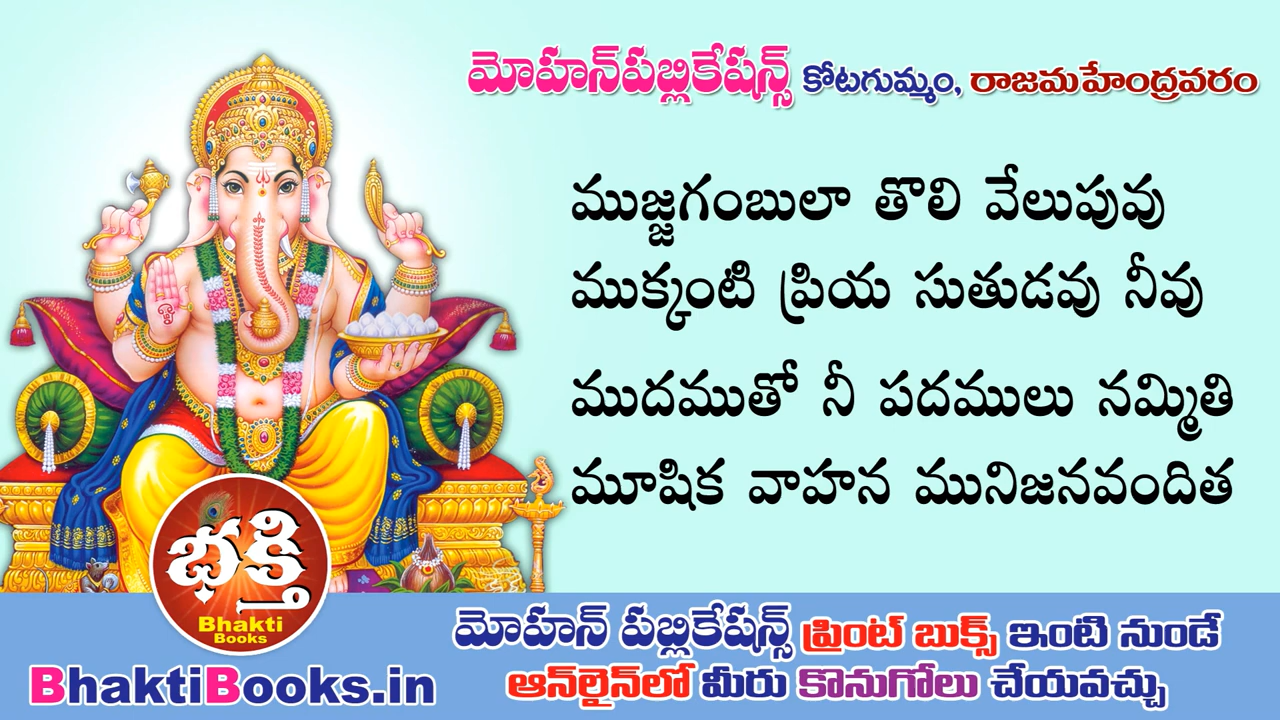 మోహన్‌పబ్లికేషన్స్ కోటగుమ్మం, రాజమహేంద్రవరం
ముజ్జగంబులా తొలి వేలుపువు
ముక్కంటి ప్రియ సుతుడవు నీవు
ముదముతో నీ పదములు నమ్మితి
మూషిక వాహన మునిజనవందిత
భక్తి
Bhakti
Books
BhaktiBooks.in
మోహన్ పబ్లికేషన్స్ ప్రింట్ బుక్స్ ఇంటి నుండే
ఆన్‌లైన్‌లో మీరు కొనుగోలు చేయవచ్చు